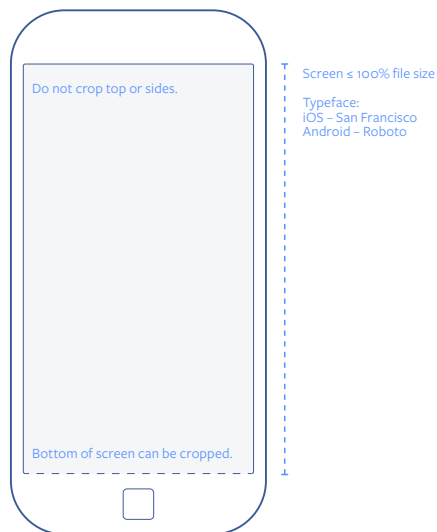 Do not crop top or sides.
Bottom of screen can be cropped.
Screen ≤ 100% file size
Typeface:
iOS – San Francisco
Android – Roboto